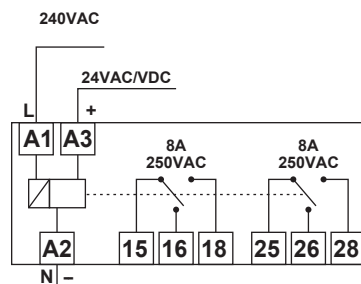 240VAC
24VAC/VDC
L +
A1 A3
8A 8A
250VAC 250VAC
A2 15 16 18 25 26 28
N –